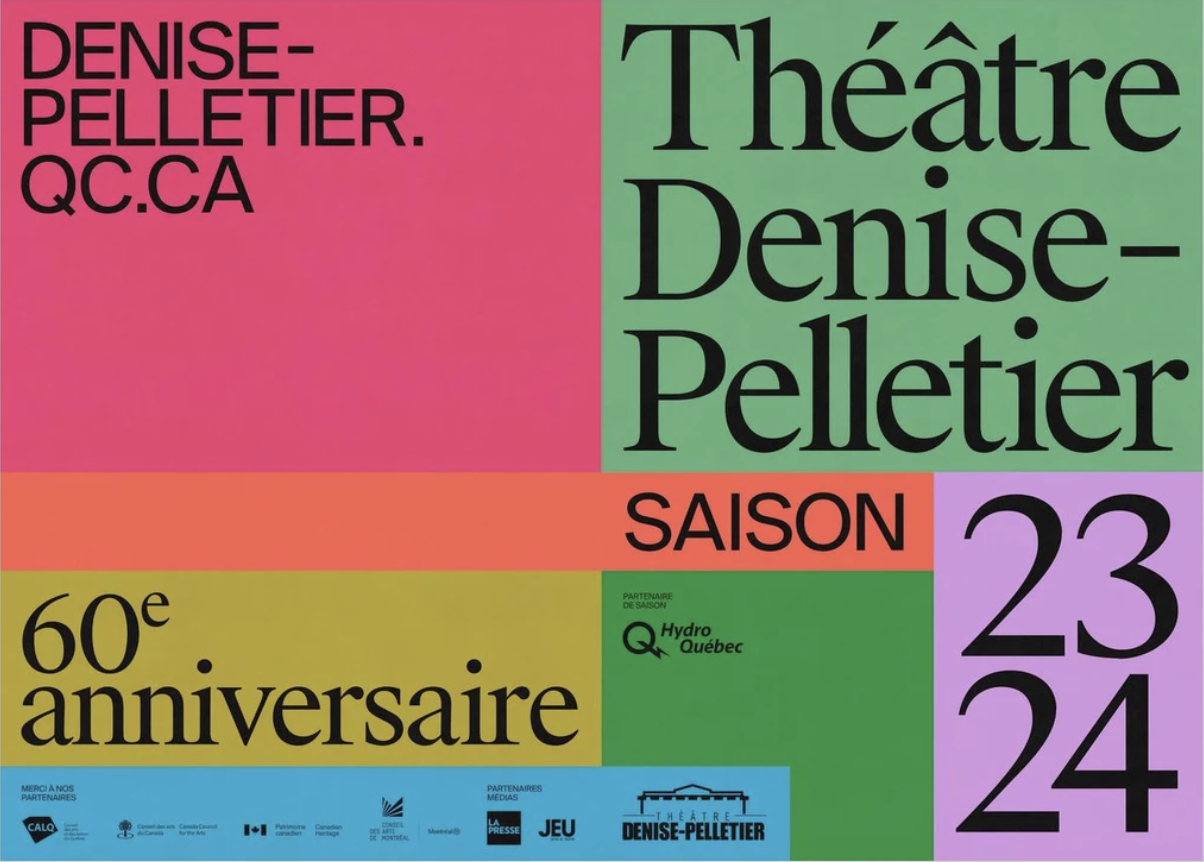 DENISE-
PELLETIER.
QC.CA
Théâtre
Denise-
Pelletier
SAISON
23
24
60e
anniversaire
PARTENAIRE
DE SAISON
Hydro
Québec
MERCI À NOS
PARTENAIRES
CALQ
Conseil des arts
du Canada
Canada Council
for the Arts
Patrimoine
canadien
Canadian
Heritage
CONSEIL
DES ARTS
DE MONTRÉAL
Montréal
PARTENAIRES
MÉDIAS
LA
PRESSE
JEU
THÉÂTRE
DENISE-PELLETIER